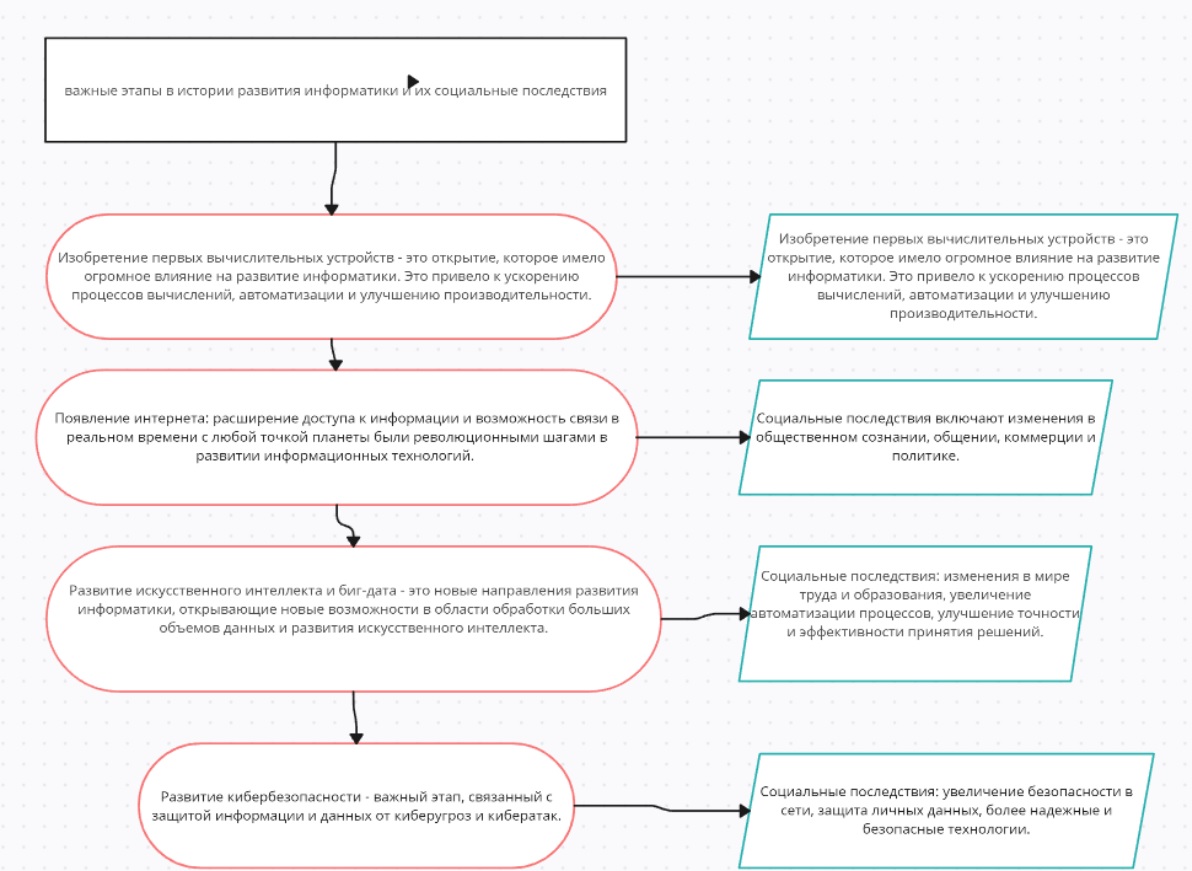 важные этапы в истории развития информатики и их социальные последствия
Изобретение первых вычислительных устройств - это открытие, которое имело
огромное влияние на развитие информатики. Это привело к ускорению
процессов вычислений, автоматизации и улучшению производительности.
Изобретение первых вычислительных устройств - это
открытие, которое имело огромное влияние на развитие
информатики. Это привело к ускорению процессов
вычислений, автоматизации и улучшению
производительности.
Появление интернета: расширение доступа к информации и возможность связи в
реальном времени с любой точкой планеты были революционными шагами в
развитии информационных технологий.
Социальные последствия включают изменения в
общественном сознании, общении, коммерции и
политике.
Развитие искусственного интеллекта и биг-дата - это новые направления развития
информатики, открывающие новые возможности в области обработки больших
объемов данных и развития искусственного интеллекта.
Социальные последствия: изменения в мире
труда и образования, увеличение
автоматизации процессов, улучшение точности
и эффективности принятия решений.
Развитие кибербезопасности - важный этап, связанный с
защитой информации и данных от киберугроз и кибератак.
Социальные последствия: увеличение безопасности в
сети, защита личных данных, более надежные и
безопасные технологии.